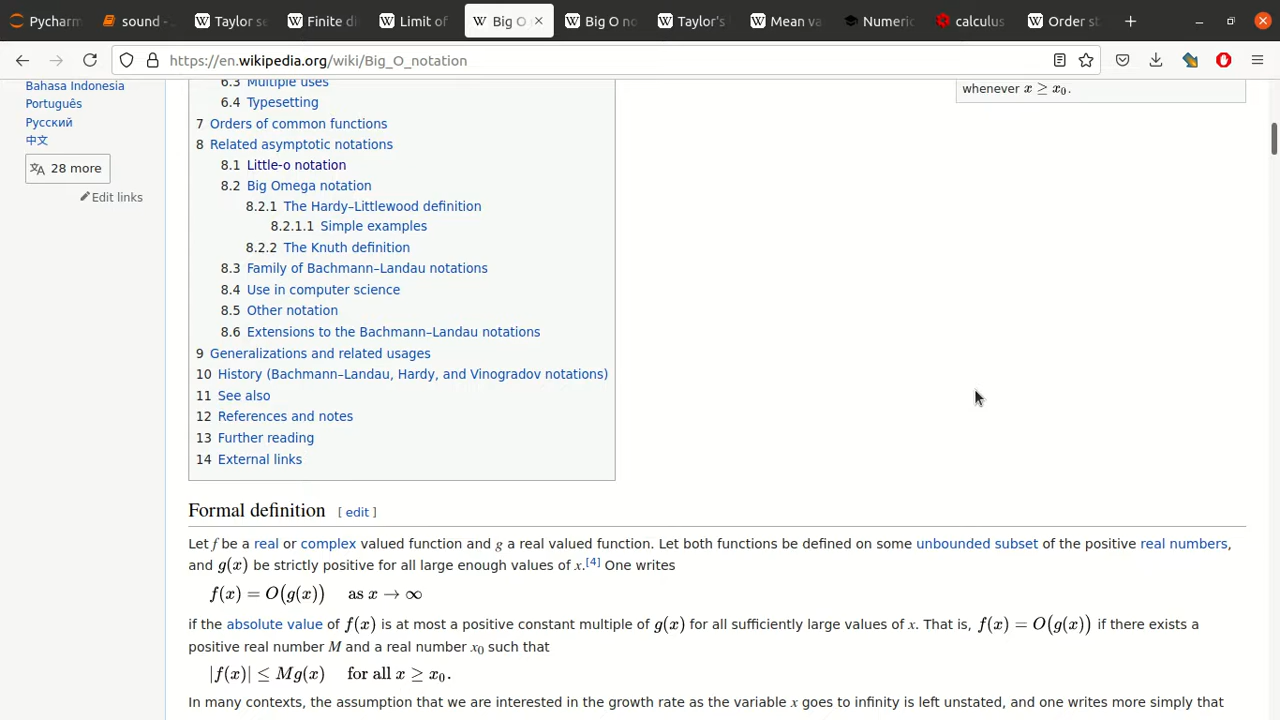 Pycharm
sound -
Taylor se
Finite di
Limit of
Big O
Big O no
Taylor's
Mean va
Numeric
calculus
Order st
https://en.wikipedia.org/wiki/Big_O_notation
Bahasa Indonesia
Português
Русский
中文
28 more
Edit links
6.3 Multiple uses
6.4 Typesetting
7 Orders of common functions
8 Related asymptotic notations
8.1 Little-o notation
8.2 Big Omega notation
8.2.1 The Hardy–Littlewood definition
8.2.1.1 Simple examples
8.2.2 The Knuth definition
8.3 Family of Bachmann–Landau notations
8.4 Use in computer science
8.5 Other notation
8.6 Extensions to the Bachmann–Landau notations
9 Generalizations and related usages
10 History (Bachmann–Landau, Hardy, and Vinogradov notations)
11 See also
12 References and notes
13 Further reading
14 External links
whenever x ≥ x₀.
Formal definition [ edit ]
Let f be a real or complex valued function and g a real valued function. Let both functions be defined on some unbounded subset of the positive real numbers,
and g(x) be strictly positive for all large enough values of x.[4] One writes
f(x) = O(g(x)) as x → ∞
if the absolute value of f(x) is at most a positive constant multiple of g(x) for all sufficiently large values of x. That is, f(x) = O(g(x)) if there exists a
positive real number M and a real number x₀ such that
|f(x)| ≤ Mg(x) for all x ≥ x₀.
In many contexts, the assumption that we are interested in the growth rate as the variable x goes to infinity is left unstated, and one writes more simply that